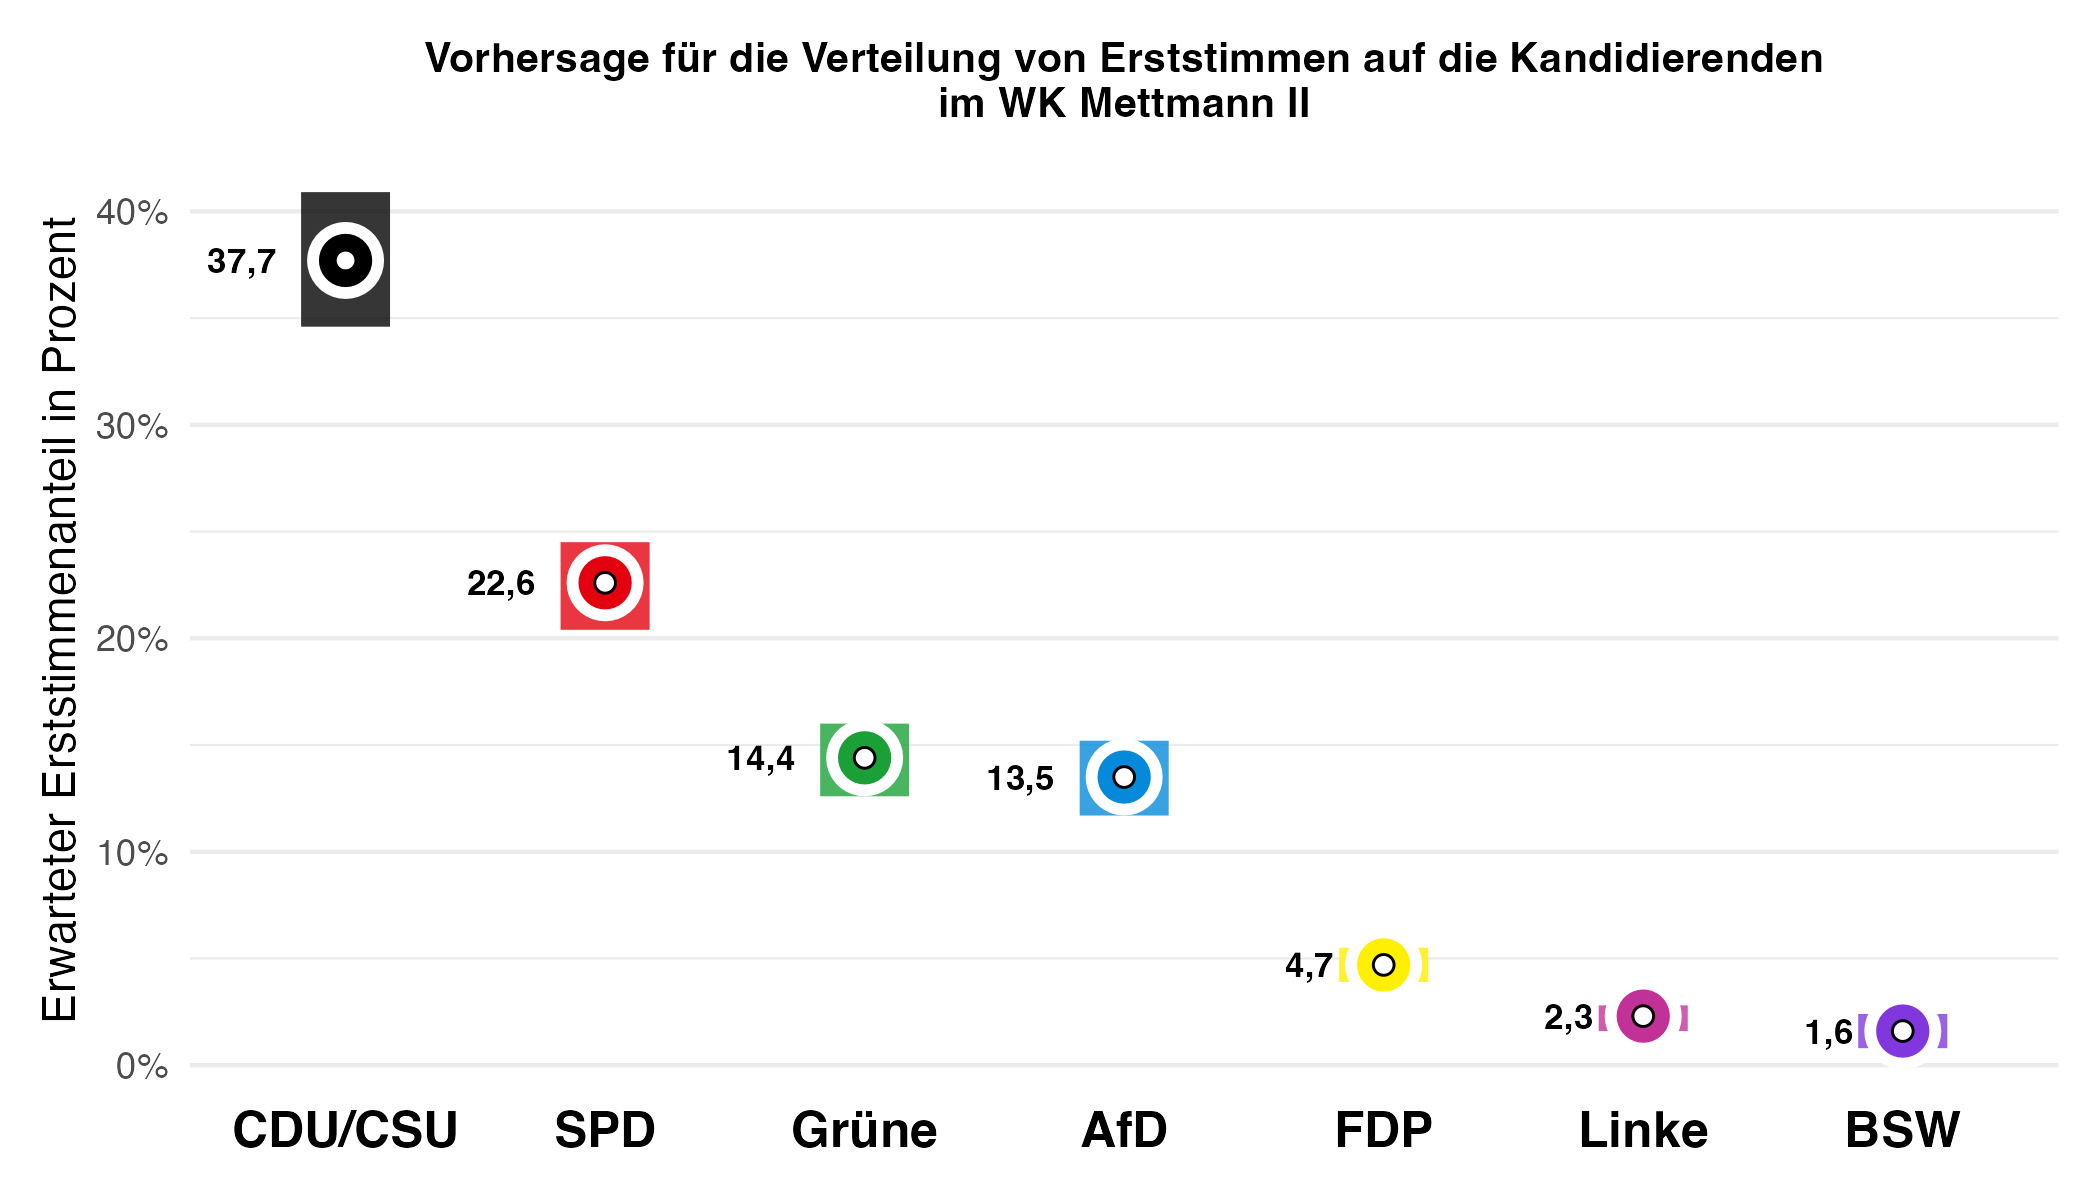 Vorhersage für die Verteilung von Erststimmen auf die Kandidierenden
im WK Mettmann II
Erwarteter Erststimmenanteil in Prozent
40%
30%
20%
10%
0%
37,7
22,6
14,4
13,5
4,7
2,3
1,6
CDU/CSU
SPD
Grüne
AfD
FDP
Linke
BSW